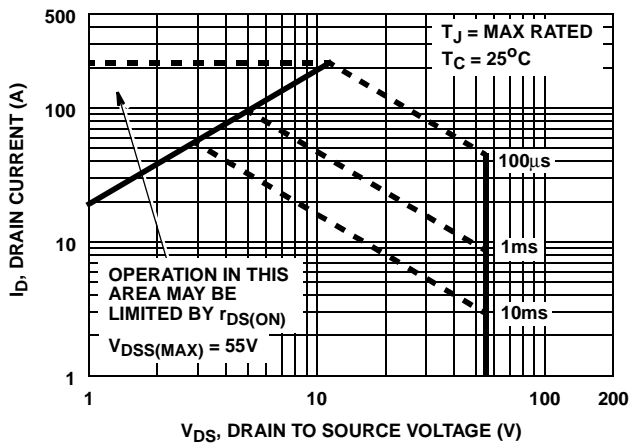 500
100
10
1
I_D, DRAIN CURRENT (A)
T_J = MAX RATED
T_C = 25°C
100μs
1ms
10ms
OPERATION IN THIS
AREA MAY BE
LIMITED BY r_DS(ON)
V_DSS(MAX) = 55V
1
10
100
200
V_DS, DRAIN TO SOURCE VOLTAGE (V)